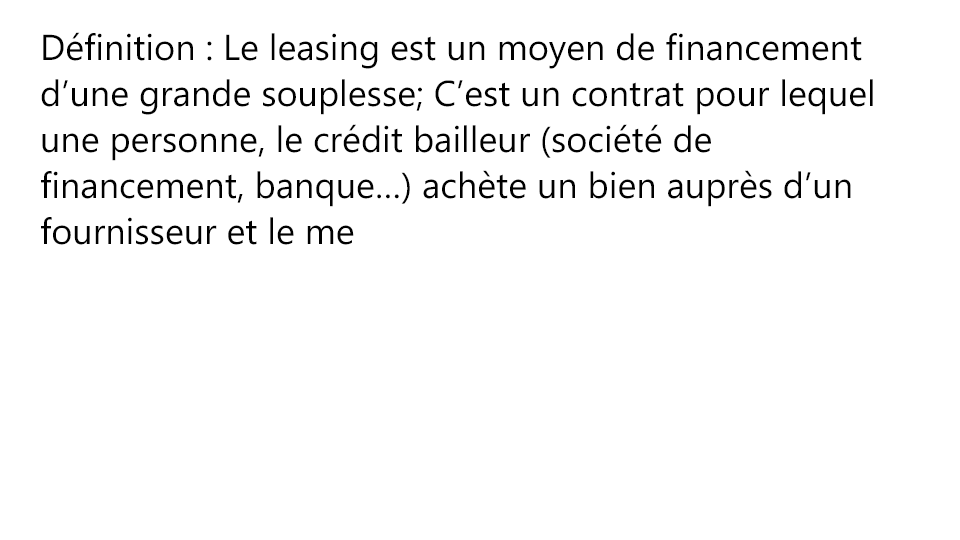 Définition : Le leasing est un moyen de financement
d’une grande souplesse; C’est un contrat pour lequel
une personne, le crédit bailleur (société de
financement, banque…) achète un bien auprès d’un
fournisseur et le me